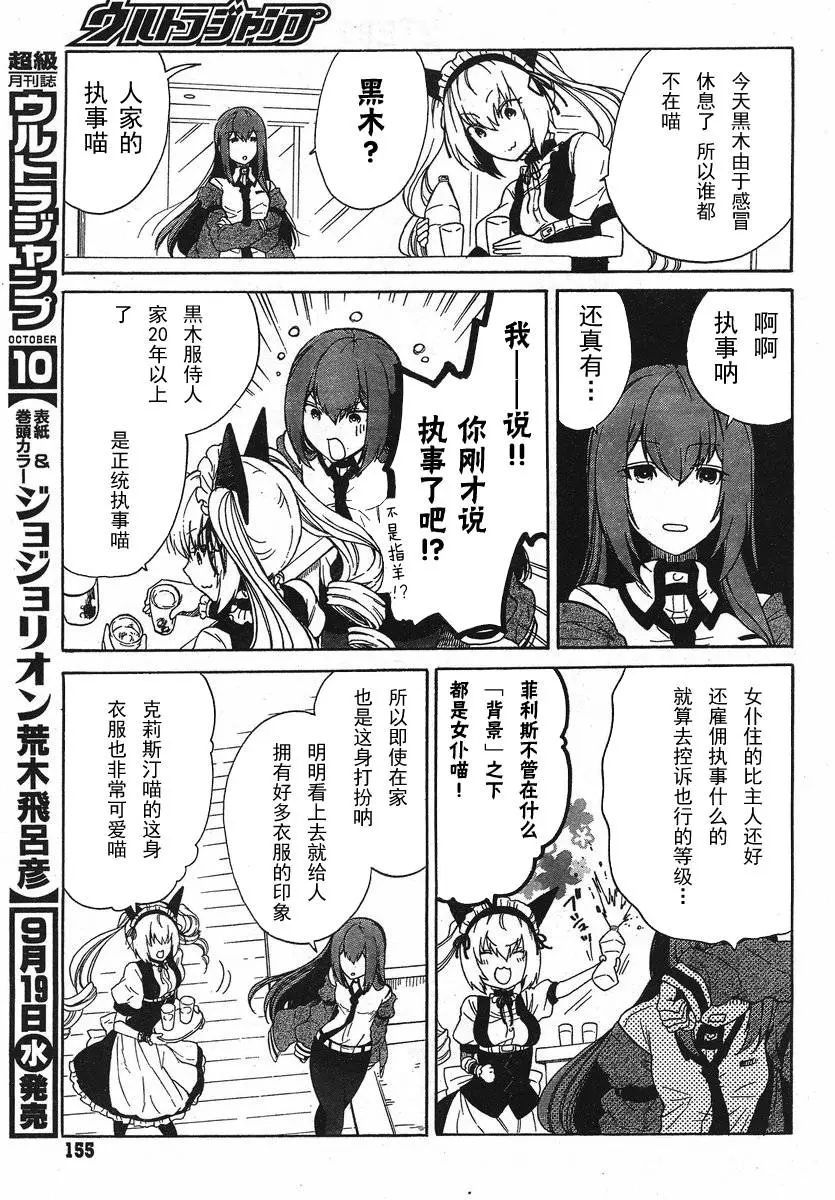 ウルトラジャンプ
超級
月刊誌
ウルトラジャンプ
OCTOBER
10
表紙
&
巻頭カラー
ジョジョリオン
荒木飛呂彦
9月19日水発売
今天黒木由于感冒
休息了 所以谁都
不在喵
黑木？
人家的
执事喵
啊啊
执事呐
还真有…
我——说!!
你刚才说
执事了吧!?
不是指羊!?
黒木服侍人
家20年以上
了
是正统执事喵
女仆住的比主人还好
还雇佣执事什么的
就算去控诉也行的等级…
菲利斯不管在什么
「背景」之下
都是女仆喵！
所以即使在家
也是这身打扮呐
明明看上去就给人
拥有好多衣服的印象
克莉斯汀喵的这身
衣服也非常可爱喵
155